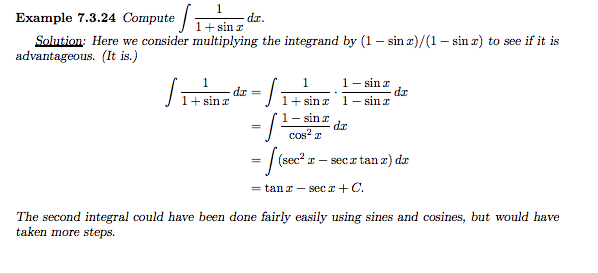 Example 7.3.24 Compute ∫ 1/(1 + sin x) dx.
Solution: Here we consider multiplying the integrand by (1 − sin x)/(1 − sin x) to see if it is
advantageous. (It is.)
∫ 1/(1 + sin x) dx = ∫ 1/(1 + sin x) · (1 − sin x)/(1 − sin x) dx
= ∫ (1 − sin x)/(cos² x) dx
= ∫ (sec² x − sec x tan x) dx
= tan x − sec x + C.
The second integral could have been done fairly easily using sines and cosines, but would have
taken more steps.